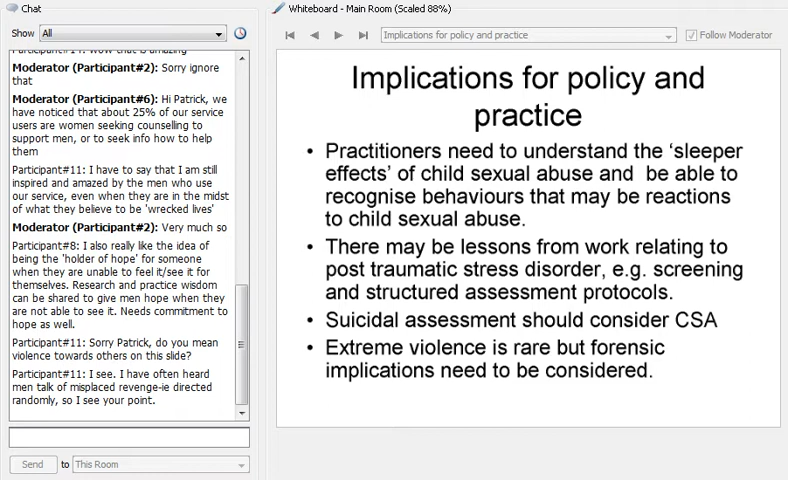 Chat
Show All
Participant#14: Wow that is amazing
Moderator (Participant#2): Sorry ignore
that
Moderator (Participant#6): Hi Patrick, we
have noticed that about 25% of our service
users are women seeking counselling to
support men, or to seek info how to help
them
Participant#11: I have to say that I am still
inspired and amazed by the men who use
our service, even when they are in the midst
of what they believe to be 'wrecked lives'
Moderator (Participant#2): Very much so
Participant#8: I also really like the idea of
being the 'holder of hope' for someone
when they are unable to feel it/see it for
themselves. Research and practice wisdom
can be shared to give men hope when they
are not able to see it. Needs commitment to
hope as well.
Participant#11: Sorry Patrick, do you mean
violence towards others on this slide?
Participant#11: I see. I have often heard
men talk of misplaced revenge-ie directed
randomly, so I see your point.
Send to This Room
Whiteboard - Main Room (Scaled 88%)
Implications for policy and practice
Follow Moderator
Implications for policy and
practice
• Practitioners need to understand the 'sleeper
effects' of child sexual abuse and be able to
recognise behaviours that may be reactions
to child sexual abuse.
• There may be lessons from work relating to
post traumatic stress disorder, e.g. screening
and structured assessment protocols.
• Suicidal assessment should consider CSA
• Extreme violence is rare but forensic
implications need to be considered.